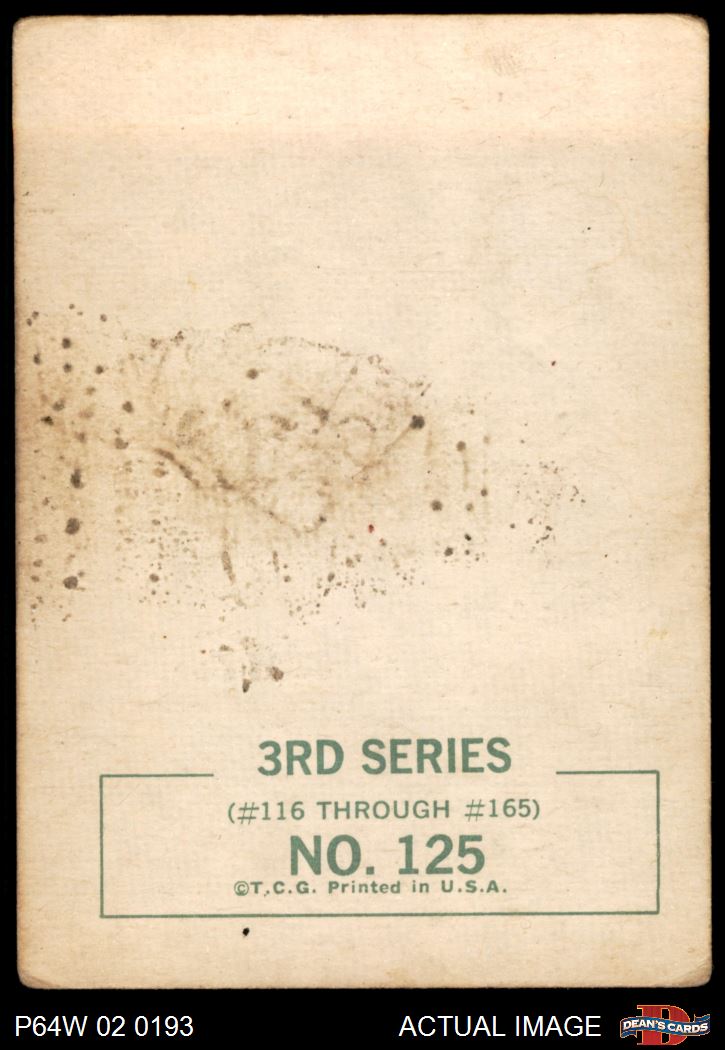 3RD SERIES
(#116 THROUGH #165)
NO. 125
©T.C.G. Printed in U.S.A.
P64W 02 0193
ACTUAL IMAGE
D
DEAN'S CARDS